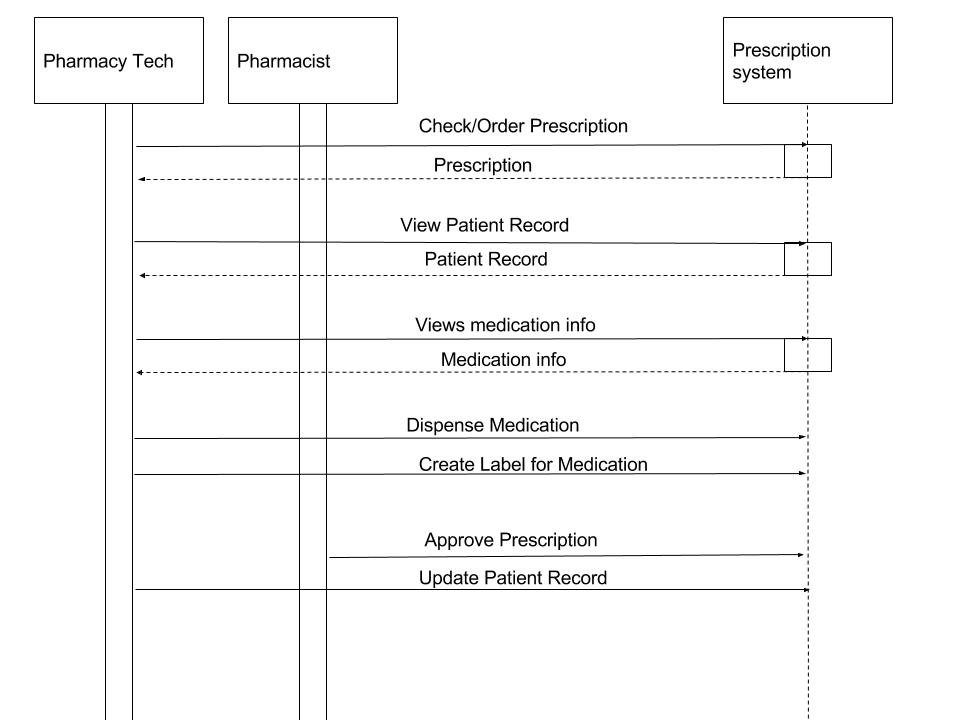 Pharmacy Tech
Pharmacist
Prescription
system
Check/Order Prescription
Prescription
View Patient Record
Patient Record
Views medication info
Medication info
Dispense Medication
Create Label for Medication
Approve Prescription
Update Patient Record